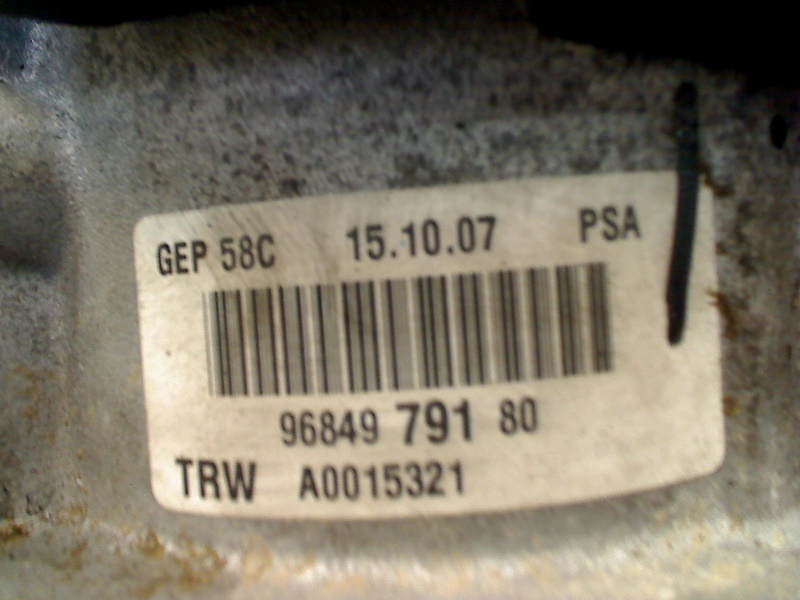 GEP 58C 15.10.07 PSA
96849 791 80
TRW A0015321